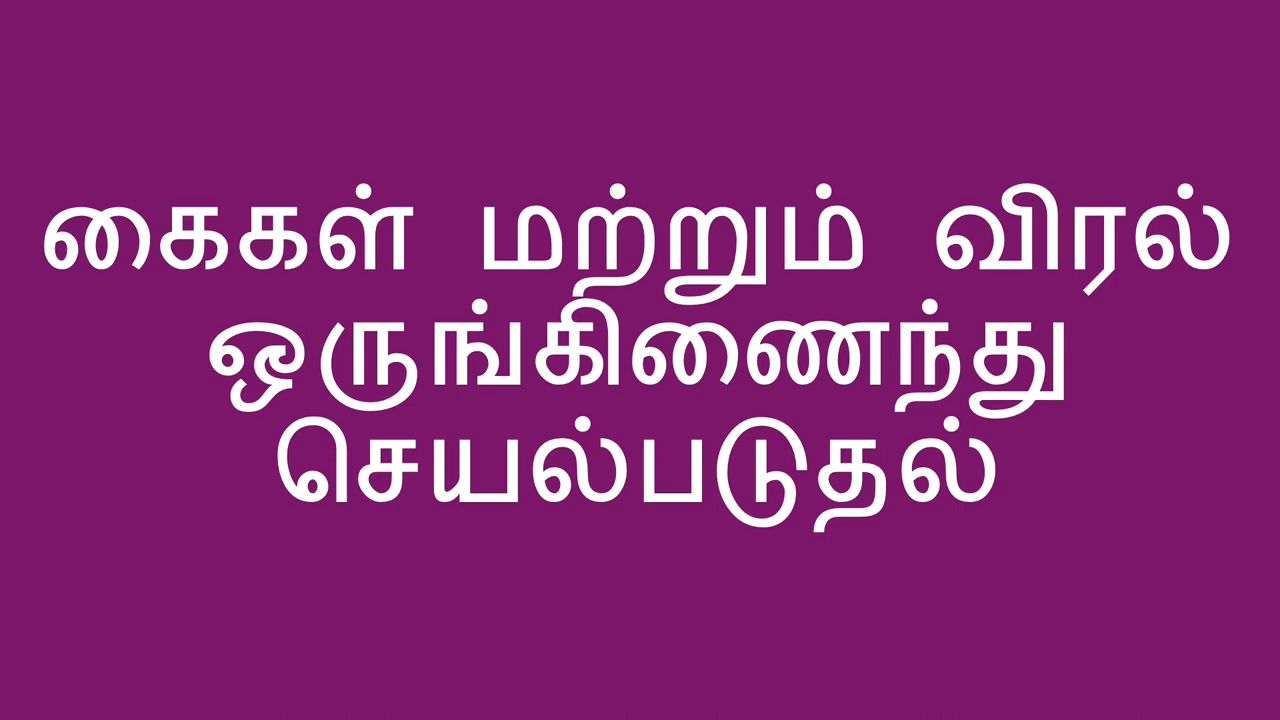 கைகள் மற்றும் விரல்
ஒருங்கிணைந்து
செயல்படுதல்